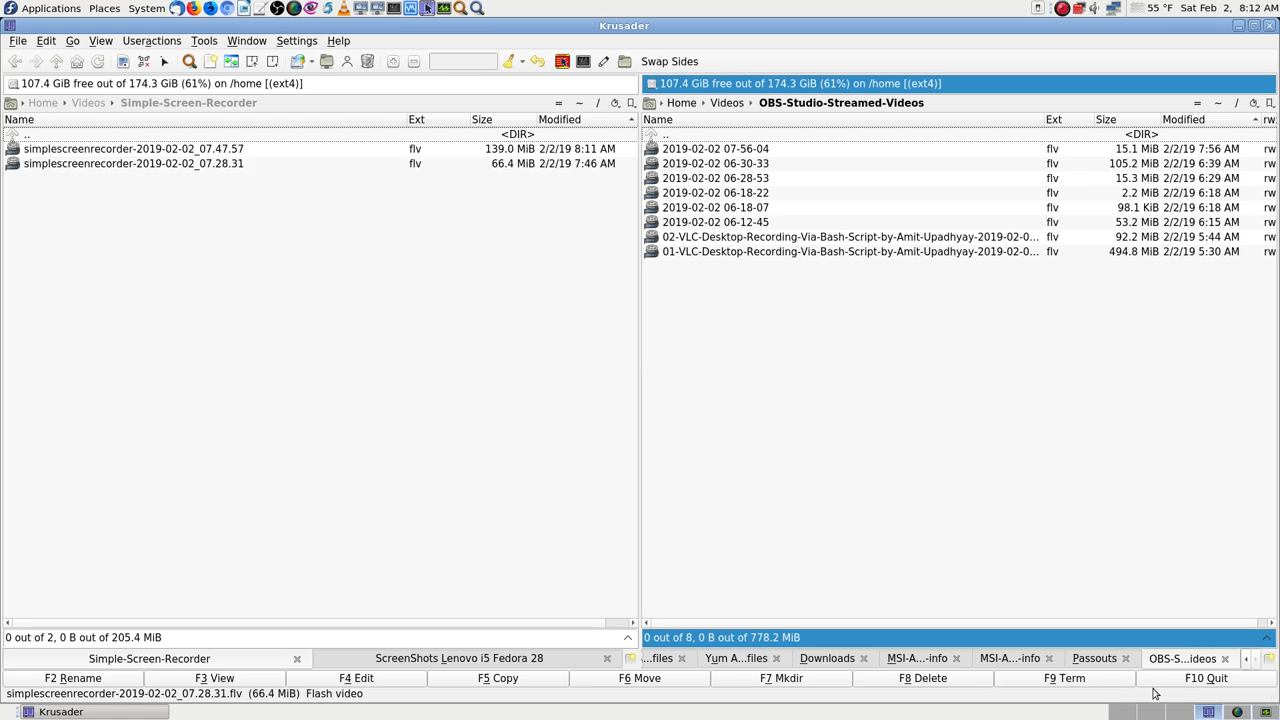 Applications Places System 55 °F Sat Feb 2, 8:12 AM
Krusader
File Edit Go View Useractions Tools Window Settings Help
Swap Sides
107.4 GiB free out of 174.3 GiB (61%) on /home [(ext4)]
Home Videos Simple-Screen-Recorder = ~ /
Name Ext Size Modified
.. <DIR>
simplescreenrecorder-2019-02-02_07.47.57 flv 139.0 MiB 2/2/19 8:11 AM
simplescreenrecorder-2019-02-02_07.28.31 flv 66.4 MiB 2/2/19 7:46 AM
0 out of 2, 0 B out of 205.4 MiB
Simple-Screen-Recorder ScreenShots Lenovo i5 Fedora 28
107.4 GiB free out of 174.3 GiB (61%) on /home [(ext4)]
Home Videos OBS-Studio-Streamed-Videos = ~ /
Name Ext Size Modified rw
.. <DIR>
2019-02-02 07-56-04 flv 15.1 MiB 2/2/19 7:56 AM rw
2019-02-02 06-30-33 flv 105.2 MiB 2/2/19 6:39 AM rw
2019-02-02 06-28-53 flv 15.3 MiB 2/2/19 6:29 AM rw
2019-02-02 06-18-22 flv 2.2 MiB 2/2/19 6:18 AM rw
2019-02-02 06-18-07 flv 98.1 KiB 2/2/19 6:18 AM rw
2019-02-02 06-12-45 flv 53.2 MiB 2/2/19 6:15 AM rw
02-VLC-Desktop-Recording-Via-Bash-Script-by-Amit-Upadhyay-2019-02-0... flv 92.2 MiB 2/2/19 5:44 AM rw
01-VLC-Desktop-Recording-Via-Bash-Script-by-Amit-Upadhyay-2019-02-0... flv 494.8 MiB 2/2/19 5:30 AM rw
0 out of 8, 0 B out of 778.2 MiB
...files Yum A...files Downloads MSI-A...-info MSI-A...-info Passouts OBS-S...ideos
F2 Rename F3 View F4 Edit F5 Copy F6 Move F7 Mkdir F8 Delete F9 Term F10 Quit
simplescreenrecorder-2019-02-02_07.28.31.flv (66.4 MiB) Flash video
Krusader